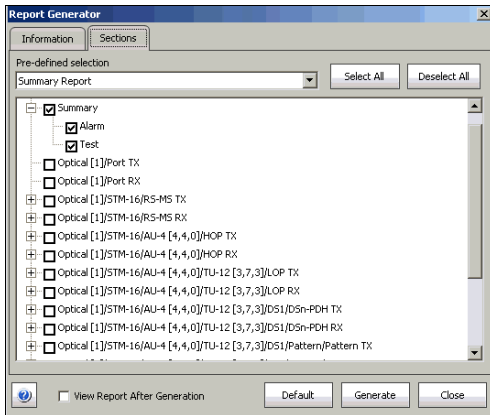 Report Generator
Information Sections
Pre-defined selection
Summary Report Select All Deselect All
Summary
Alarm
Test
Optical [1]/Port TX
Optical [1]/Port RX
Optical [1]/STM-16/RS-MS TX
Optical [1]/STM-16/RS-MS RX
Optical [1]/STM-16/AU-4 [4,4,0]/HOP TX
Optical [1]/STM-16/AU-4 [4,4,0]/HOP RX
Optical [1]/STM-16/AU-4 [4,4,0]/TU-12 [3,7,3]/LOP TX
Optical [1]/STM-16/AU-4 [4,4,0]/TU-12 [3,7,3]/LOP RX
Optical [1]/STM-16/AU-4 [4,4,0]/TU-12 [3,7,3]/DS1/DSn-PDH TX
Optical [1]/STM-16/AU-4 [4,4,0]/TU-12 [3,7,3]/DS1/DSn-PDH RX
Optical [1]/STM-16/AU-4 [4,4,0]/TU-12 [3,7,3]/DS1/Pattern/Pattern TX
? View Report After Generation Default Generate Close